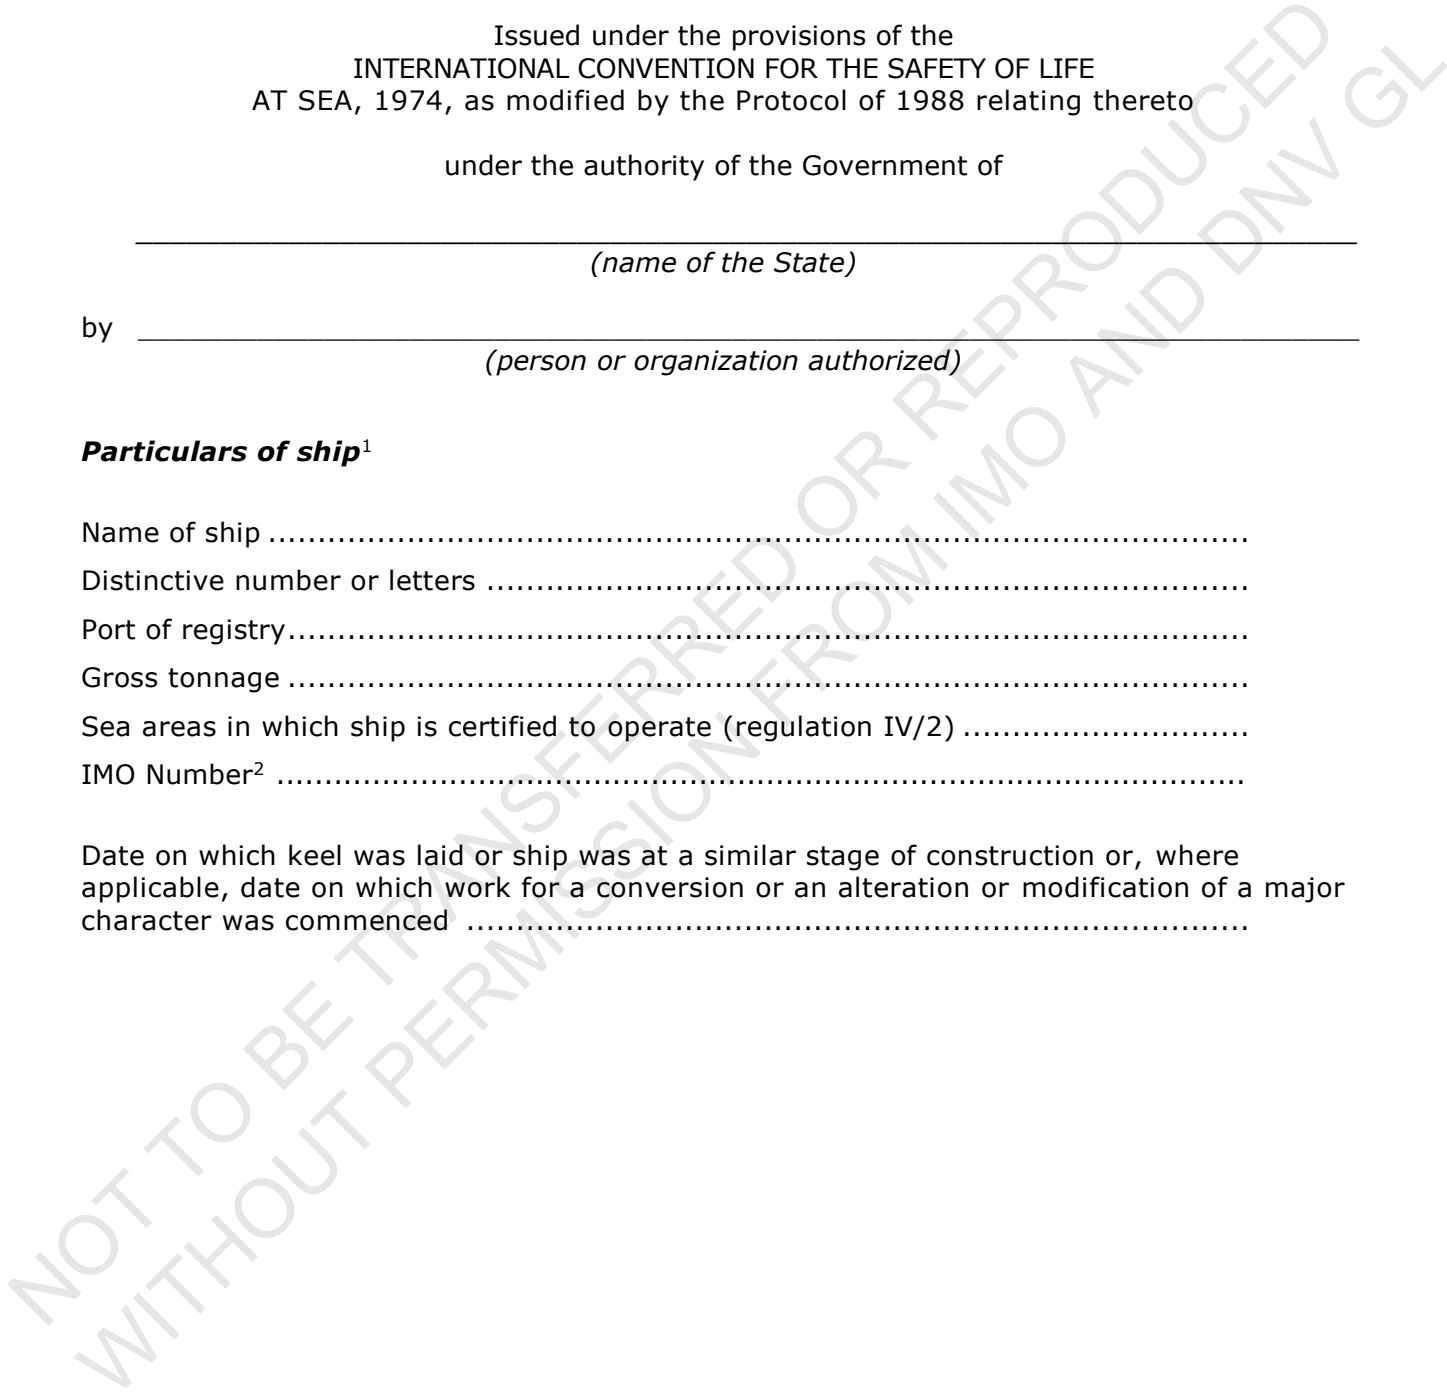 Issued under the provisions of the
INTERNATIONAL CONVENTION FOR THE SAFETY OF LIFE
AT SEA, 1974, as modified by the Protocol of 1988 relating thereto
under the authority of the Government of
(name of the State)
by
(person or organization authorized)
Particulars of ship¹
Name of ship ....................................................................................................
Distinctive number or letters ..............................................................................
Port of registry..................................................................................................
Gross tonnage ..................................................................................................
Sea areas in which ship is certified to operate (regulation IV/2) .............................
IMO Number² ...................................................................................................
Date on which keel was laid or ship was at a similar stage of construction or, where
applicable, date on which work for a conversion or an alteration or modification of a major
character was commenced ................................................................................
NOT TO BE TRANSFERRED OR REPRODUCED
WITHOUT PERMISSION FROM IMO AND DNV GL